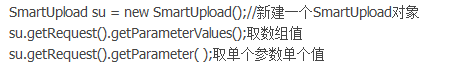 SmartUpload su = new SmartUpload();//新建一个SmartUpload对象
su.getRequest().getParameterValues();取数组值
su.getRequest().getParameter( );取单个参数单个值